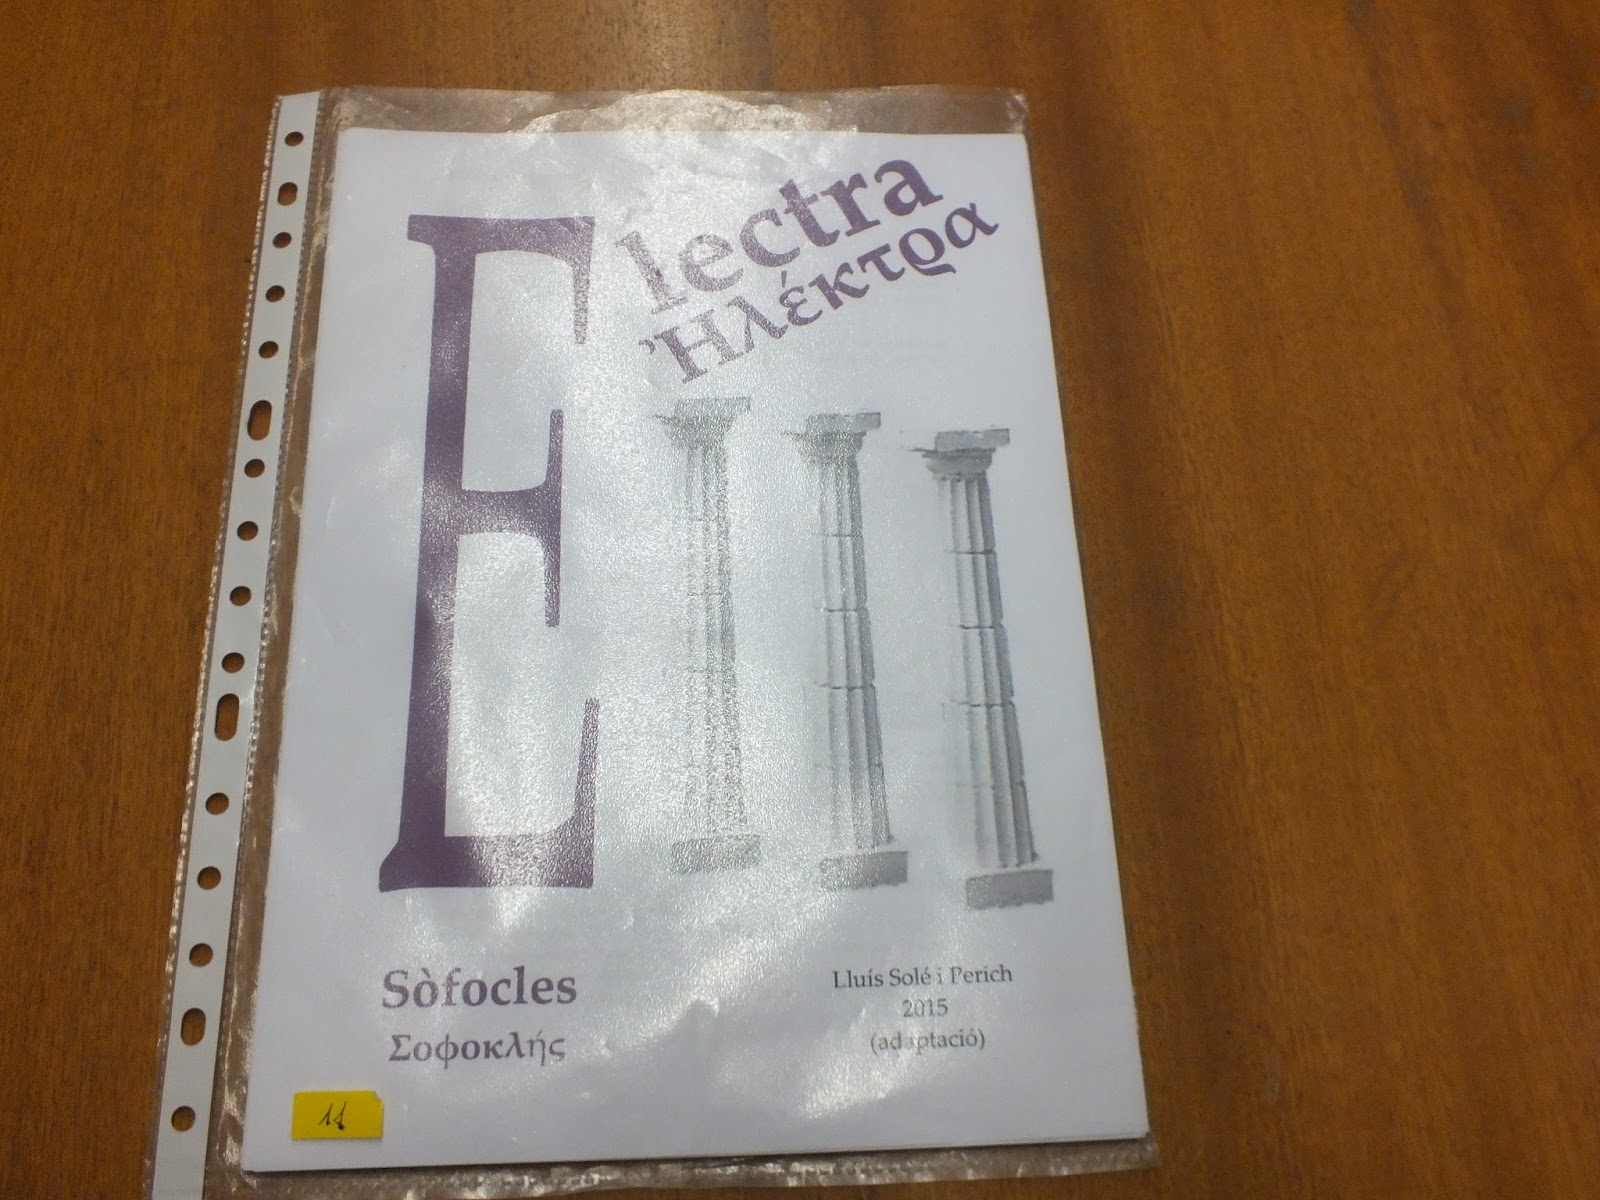 Electra
Ἠλέκτρα
Sòfocles
Σοφοκλής
Lluís Solé i Perich
2015
(adaptació)
11